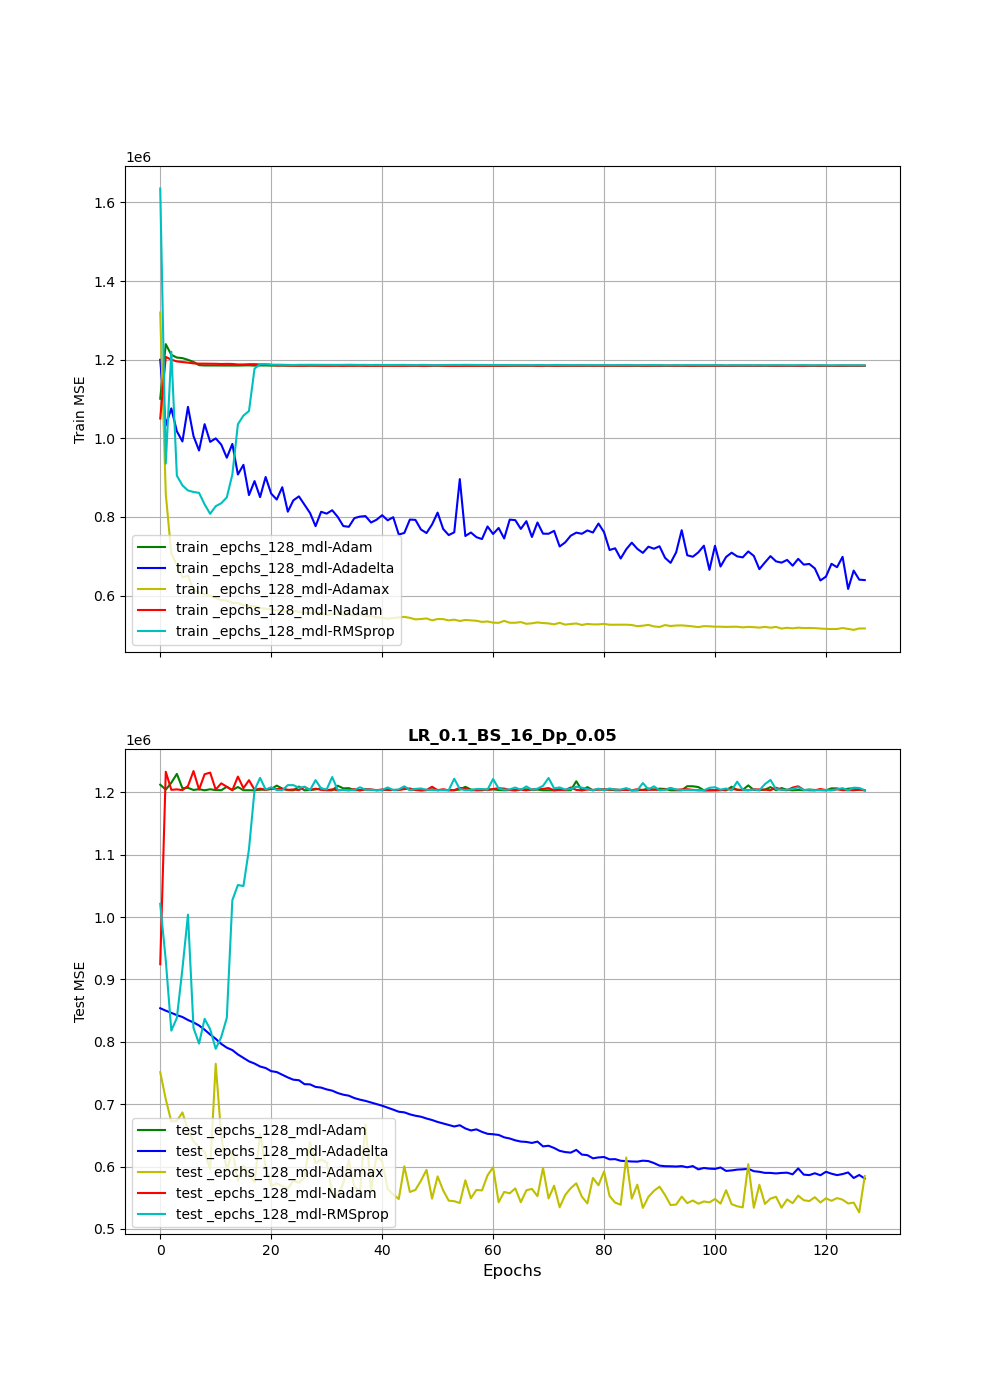 1e6
1.6
1.4
1.2
1.0
0.8
0.6
Train MSE
train _epchs_128_mdl-Adam
train _epchs_128_mdl-Adadelta
train _epchs_128_mdl-Adamax
train _epchs_128_mdl-Nadam
train _epchs_128_mdl-RMSprop
LR_0.1_BS_16_Dp_0.05
1e6
1.2
1.1
1.0
0.9
0.8
0.7
0.6
0.5
Test MSE
test _epchs_128_mdl-Adam
test _epchs_128_mdl-Adadelta
test _epchs_128_mdl-Adamax
test _epchs_128_mdl-Nadam
test _epchs_128_mdl-RMSprop
0 20 40 60 80 100 120
Epochs